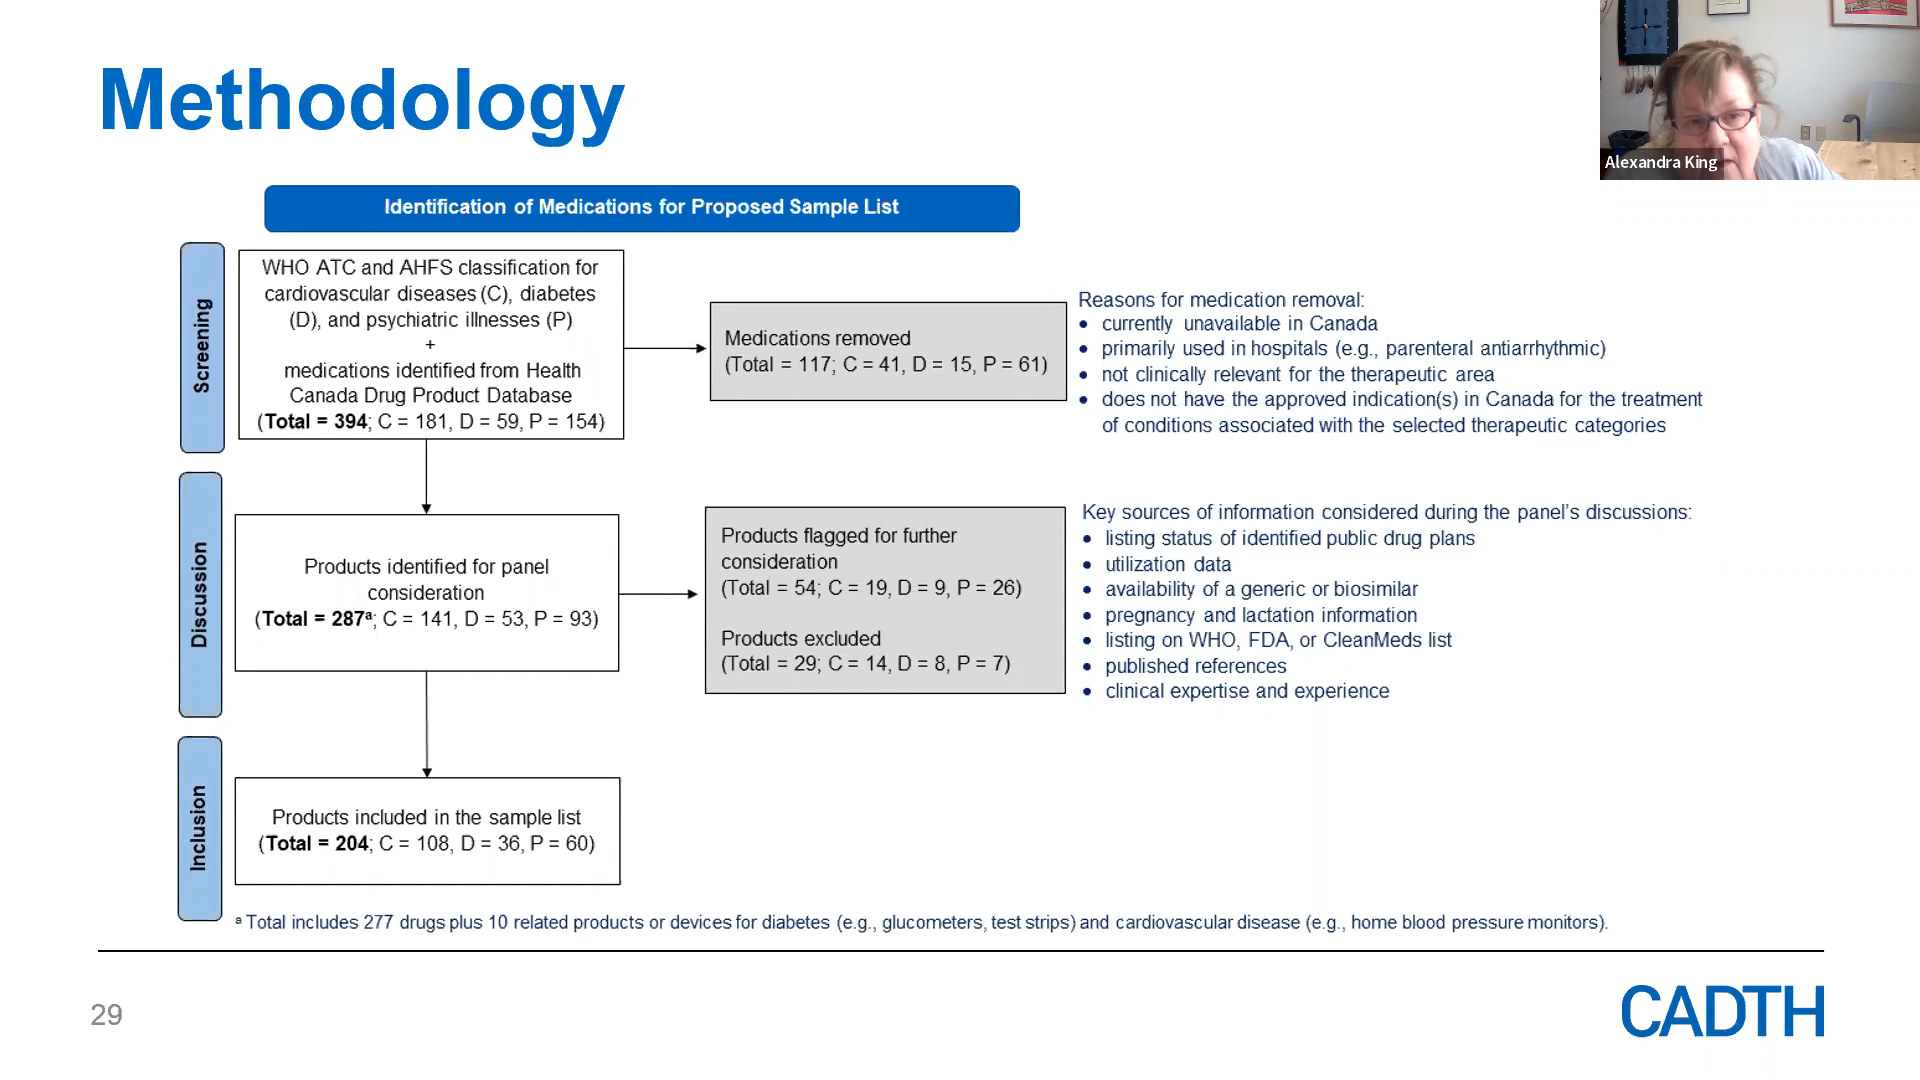 Methodology
Alexandra King
Identification of Medications for Proposed Sample List
Screening
WHO ATC and AHFS classification for
cardiovascular diseases (C), diabetes
(D), and psychiatric illnesses (P)
+
medications identified from Health
Canada Drug Product Database
(Total = 394; C = 181, D = 59, P = 154)
Medications removed
(Total = 117; C = 41, D = 15, P = 61)
Reasons for medication removal:
• currently unavailable in Canada
• primarily used in hospitals (e.g., parenteral antiarrhythmic)
• not clinically relevant for the therapeutic area
• does not have the approved indication(s) in Canada for the treatment
of conditions associated with the selected therapeutic categories
Discussion
Products identified for panel
consideration
(Total = 287ª; C = 141, D = 53, P = 93)
Products flagged for further
consideration
(Total = 54; C = 19, D = 9, P = 26)
Products excluded
(Total = 29; C = 14, D = 8, P = 7)
Key sources of information considered during the panel's discussions:
• listing status of identified public drug plans
• utilization data
• availability of a generic or biosimilar
• pregnancy and lactation information
• listing on WHO, FDA, or CleanMeds list
• published references
• clinical expertise and experience
Inclusion
Products included in the sample list
(Total = 204; C = 108, D = 36, P = 60)
ª Total includes 277 drugs plus 10 related products or devices for diabetes (e.g., glucometers, test strips) and cardiovascular disease (e.g., home blood pressure monitors).
29
CADTH